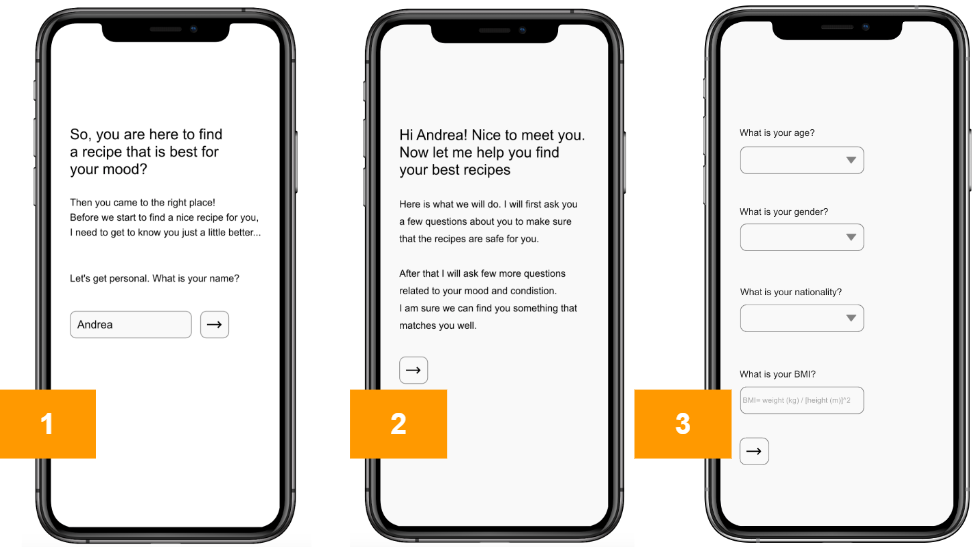 So, you are here to find
a recipe that is best for
your mood?
Then you came to the right place!
Before we start to find a nice recipe for you,
I need to get to know you just a little better...
Let's get personal. What is your name?
Andrea
1
Hi Andrea! Nice to meet you.
Now let me help you find
your best recipes
Here is what we will do. I will first ask you
a few questions about you to make sure
that the recipes are safe for you.
After that I will ask few more questions
related to your mood and condistion.
I am sure we can find you something that
matches you well.
2
What is your age?
What is your gender?
What is your nationality?
What is your BMI?
BMI= weight (kg) / [height (m)]^2
3